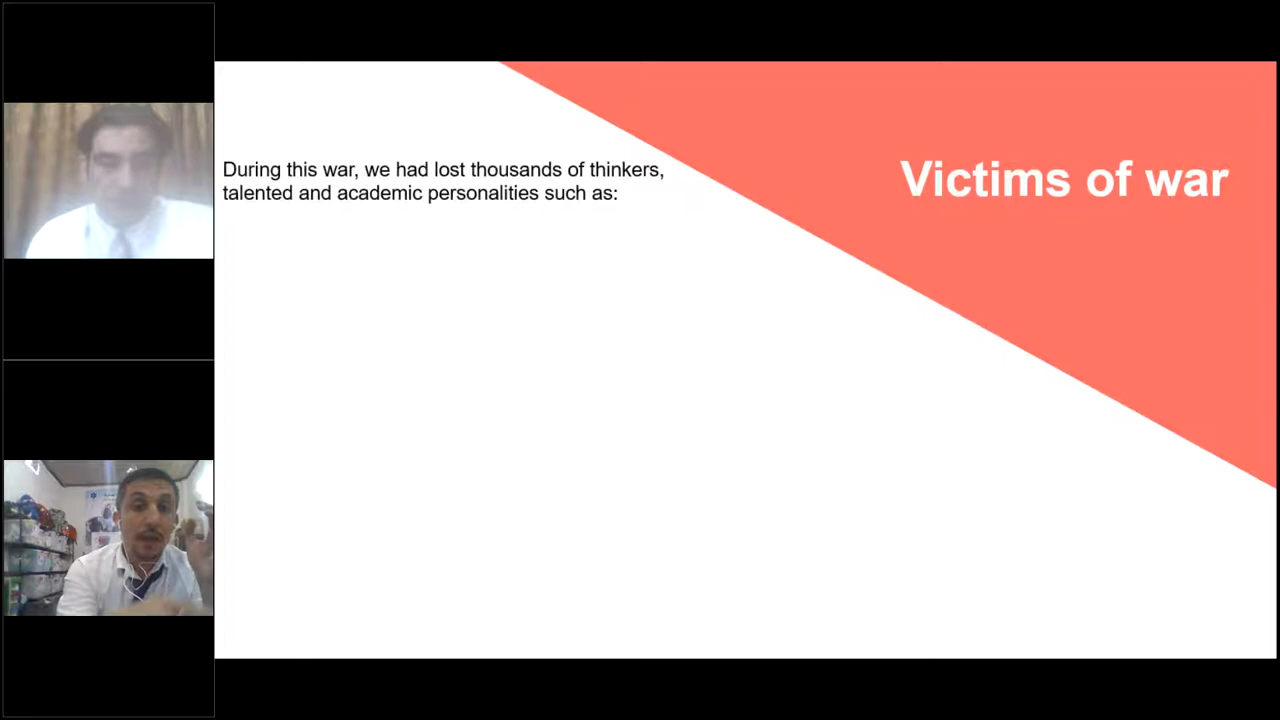 During this war, we had lost thousands of thinkers,
talented and academic personalities such as:
Victims of war